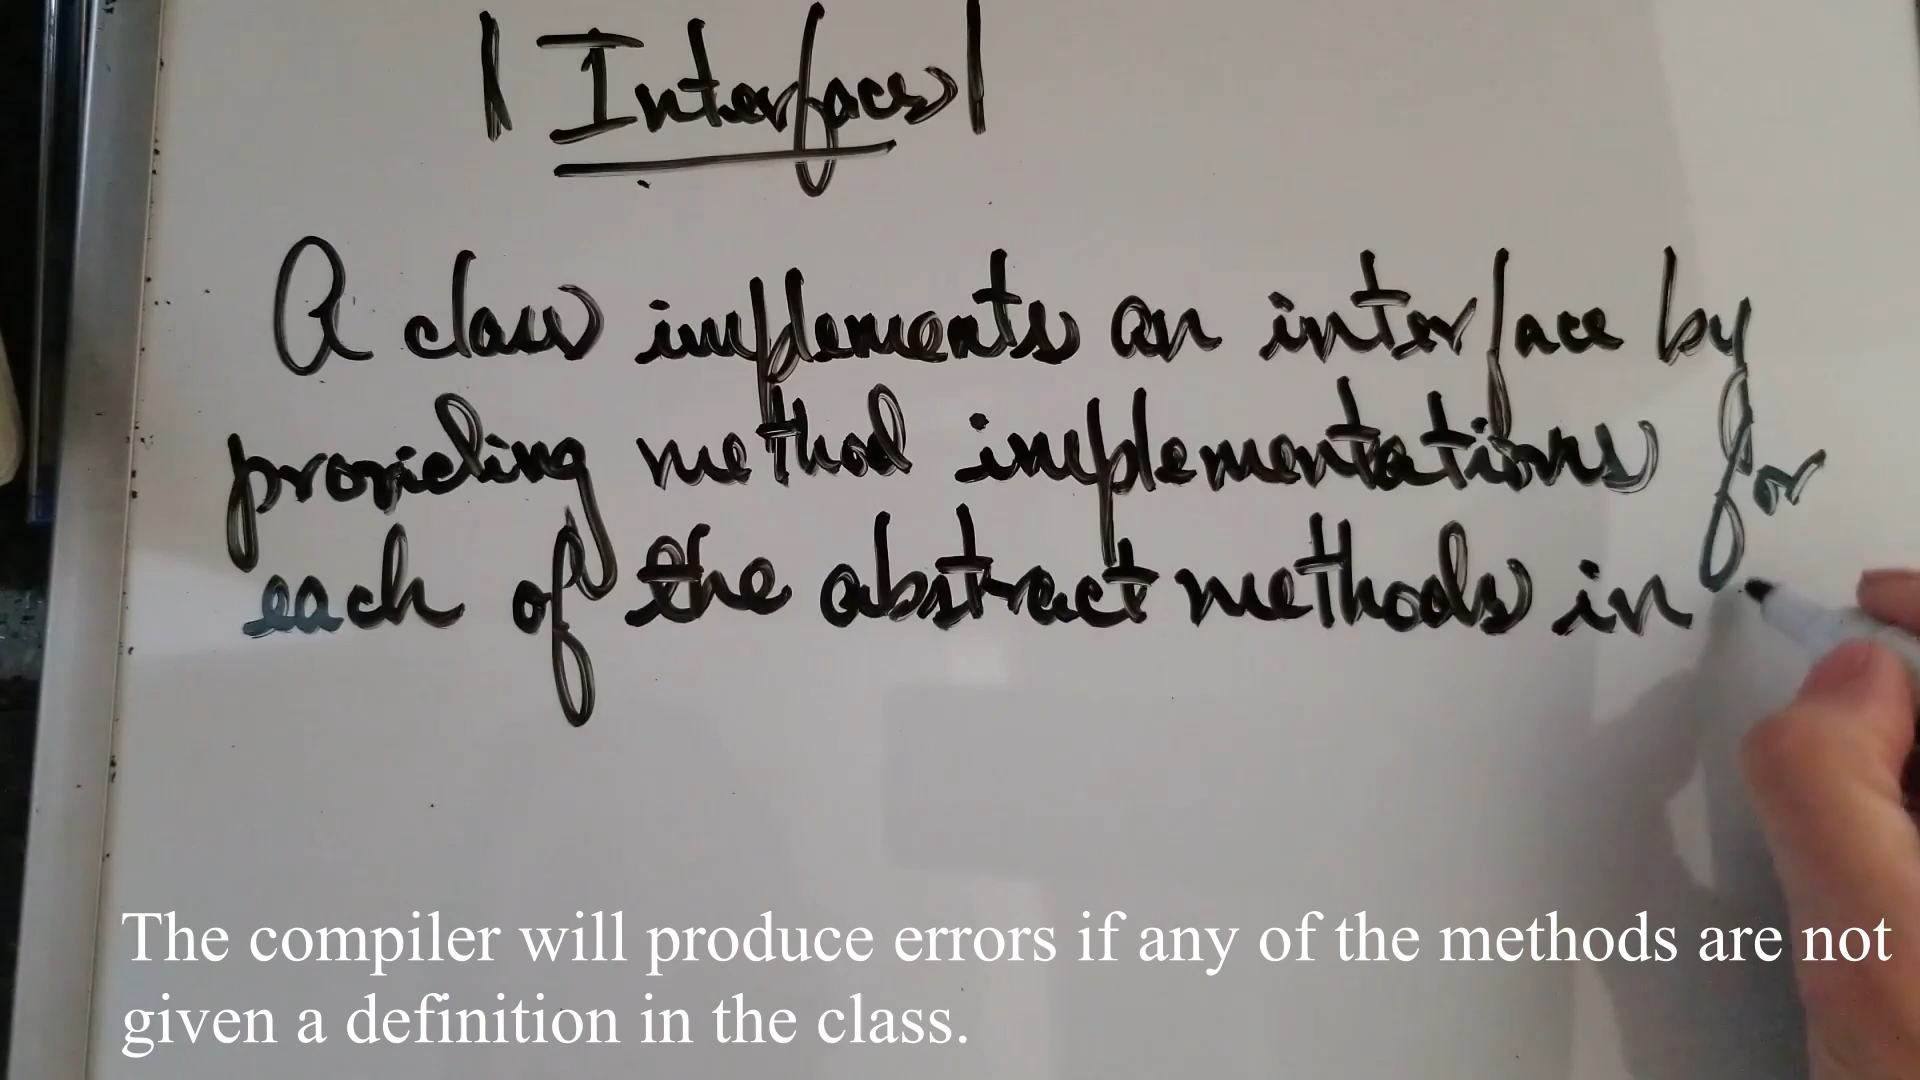 | Interfaces |
A class implements an interface by
providing method implementations for
each of the abstract methods in
The compiler will produce errors if any of the methods are not
given a definition in the class.